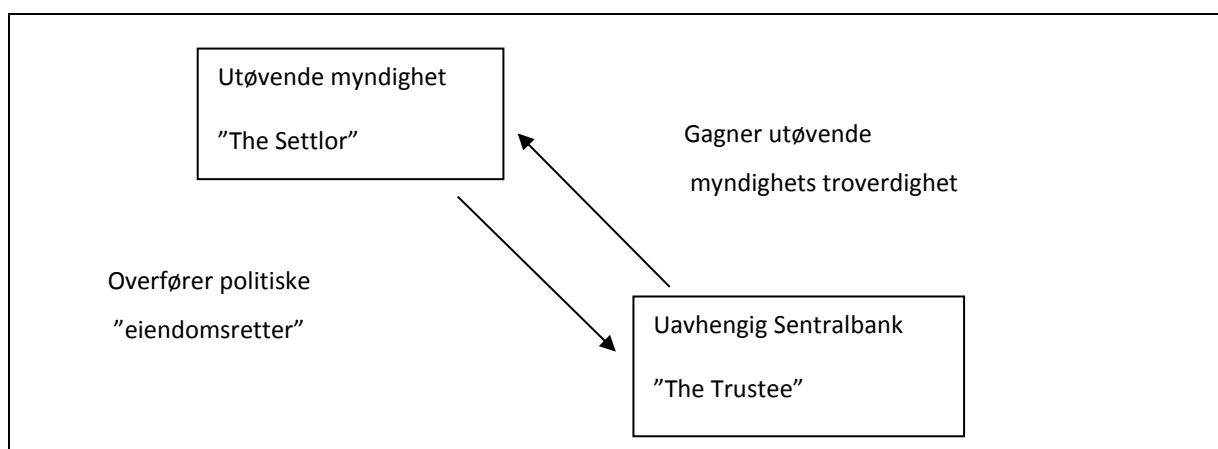 Utøvende myndighet
”The Settlor”
Gagner utøvende
myndighets troverdighet
Overfører politiske
”eiendomsretter”
Uavhengig Sentralbank
”The Trustee”